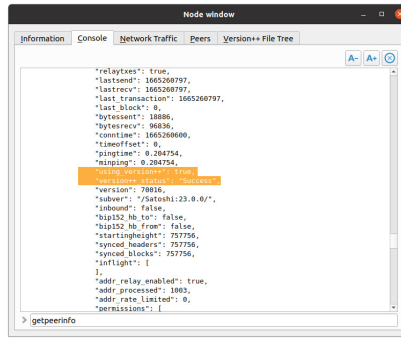 Node window
Information Console Network Traffic Peers Version++ File Tree
A- A+
"relaytxes": true,
"lastsend": 1665260797,
"lastrecv": 1665260797,
"last_transaction": 1665260797,
"last_block": 0,
"bytessent": 18886,
"bytesrecv": 96836,
"conntime": 1665260600,
"timeoffset": 0,
"pingtime": 0.204754,
"minping": 0.204754,
"using_version++": true,
"version++_status": "Success",
"version": 70016,
"subver": "/Satoshi:23.0.0/",
"inbound": false,
"bip152_hb_to": false,
"bip152_hb_from": false,
"startingheight": 757756,
"synced_headers": 757756,
"synced_blocks": 757756,
"inflight": [
],
"addr_relay_enabled": true,
"addr_processed": 1003,
"addr_rate_limited": 0,
"permissions": [
> getpeerinfo